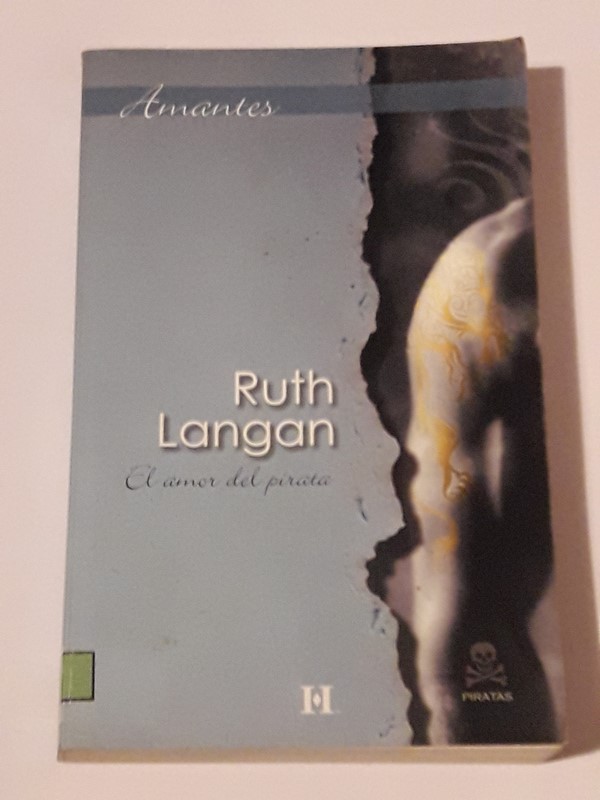 Amantes
Ruth
Langan
El amor del pirata
H
PIRATAS